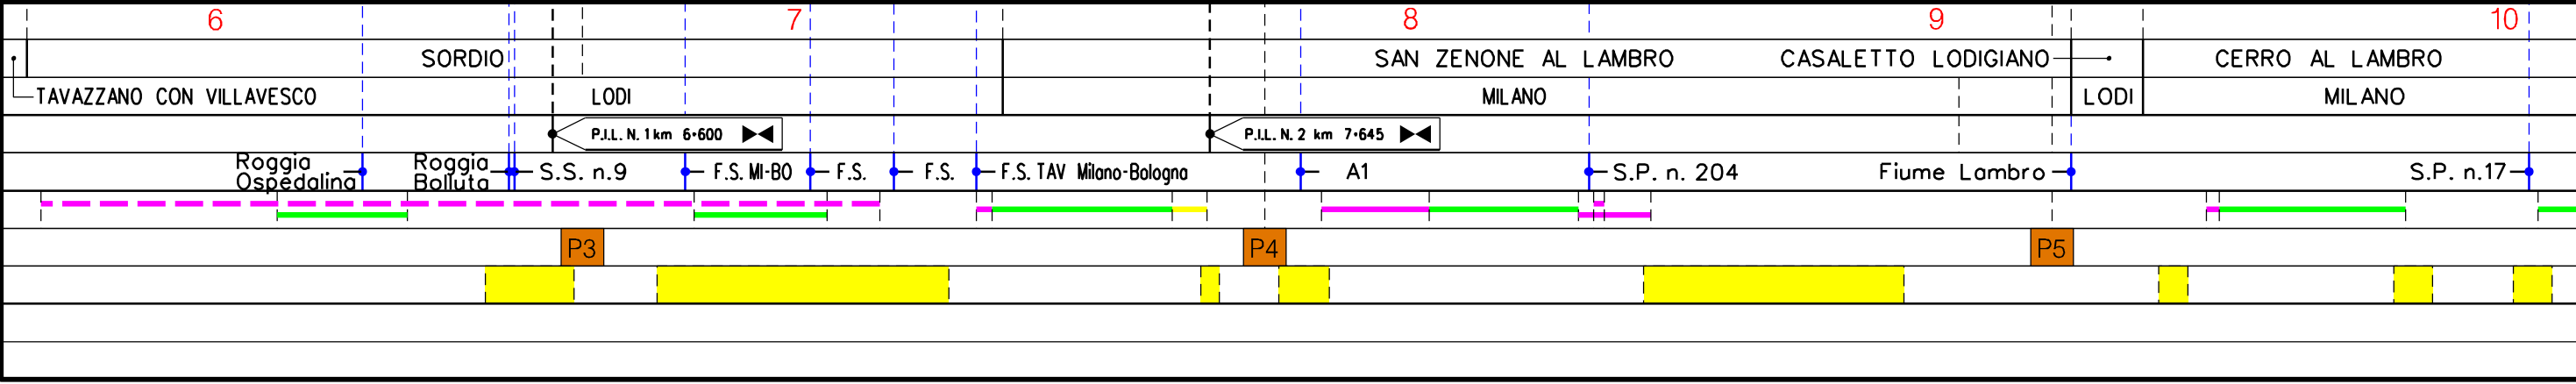 6 7 8 9 10
SORDIO SAN ZENONE AL LAMBRO CASALETTO LODIGIANO CERRO AL LAMBRO
TAVAZZANO CON VILLAVESCO LODI MILANO LODI MILANO
P.I.L. N. 1 km 6+600 P.I.L. N. 2 km 7+645
Roggia Ospedalina
Roggia Bolluta
S.S. n.9 F.S. MI-BO F.S. F.S. F.S. TAV Milano-Bologna A1 S.P. n. 204 Fiume Lambro S.P. n.17
P3 P4 P5